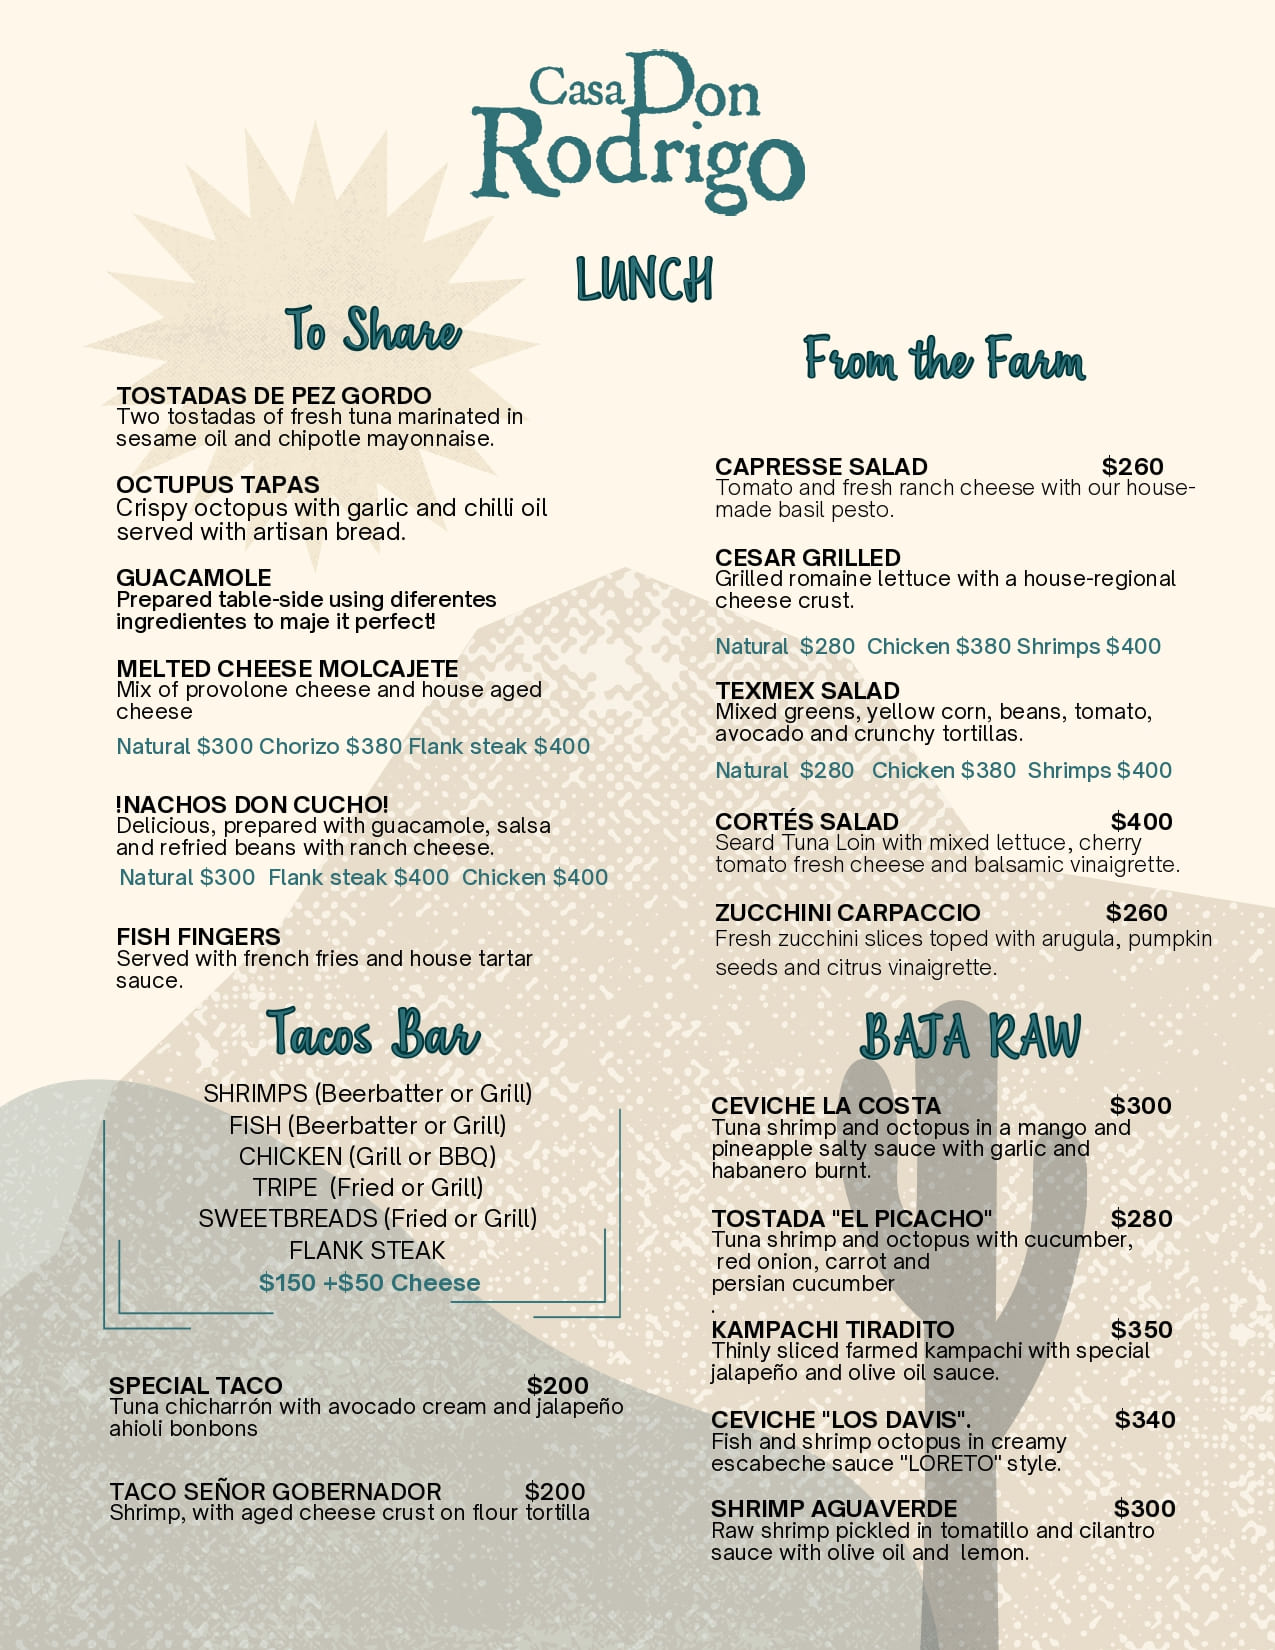 Casa Don
Rodrigo
LUNCH
To Share
TOSTADAS DE PEZ GORDO
Two tostadas of fresh tuna marinated in
sesame oil and chipotle mayonnaise.
OCTUPUS TAPAS
Crispy octopus with garlic and chilli oil
served with artisan bread.
GUACAMOLE
Prepared table-side using diferentes
ingredientes to maje it perfect!
MELTED CHEESE MOLCAJETE
Mix of provolone cheese and house aged
cheese
Natural $300 Chorizo $380 Flank steak $400
!NACHOS DON CUCHO!
Delicious, prepared with guacamole, salsa
and refried beans with ranch cheese.
Natural $300 Flank steak $400 Chicken $400
FISH FINGERS
Served with french fries and house tartar
sauce.
Tacos Bar
SHRIMPS (Beerbatter or Grill)
FISH (Beerbatter or Grill)
CHICKEN (Grill or BBQ)
TRIPE (Fried or Grill)
SWEETBREADS (Fried or Grill)
FLANK STEAK
$150 +$50 Cheese
SPECIAL TACO $200
Tuna chicharrón with avocado cream and jalapeño
ahioli bonbons
TACO SEÑOR GOBERNADOR $200
Shrimp, with aged cheese crust on flour tortilla
From the Farm
CAPRESSE SALAD $260
Tomato and fresh ranch cheese with our house-
made basil pesto.
CESAR GRILLED
Grilled romaine lettuce with a house-regional
cheese crust.
Natural $280 Chicken $380 Shrimps $400
TEXMEX SALAD
Mixed greens, yellow corn, beans, tomato,
avocado and crunchy tortillas.
Natural $280 Chicken $380 Shrimps $400
CORTÉS SALAD $400
Seard Tuna Loin with mixed lettuce, cherry
tomato fresh cheese and balsamic vinaigrette.
ZUCCHINI CARPACCIO $260
Fresh zucchini slices toped with arugula, pumpkin
seeds and citrus vinaigrette.
BAJA RAW
CEVICHE LA COSTA $300
Tuna shrimp and octopus in a mango and
pineapple salty sauce with garlic and
habanero burnt.
TOSTADA "EL PICACHO" $280
Tuna shrimp and octopus with cucumber,
red onion, carrot and
persian cucumber
.
KAMPACHI TIRADITO $350
Thinly sliced farmed kampachi with special
jalapeño and olive oil sauce.
CEVICHE "LOS DAVIS". $340
Fish and shrimp octopus in creamy
escabeche sauce "LORETO" style.
SHRIMP AGUAVERDE $300
Raw shrimp pickled in tomatillo and cilantro
sauce with olive oil and lemon.